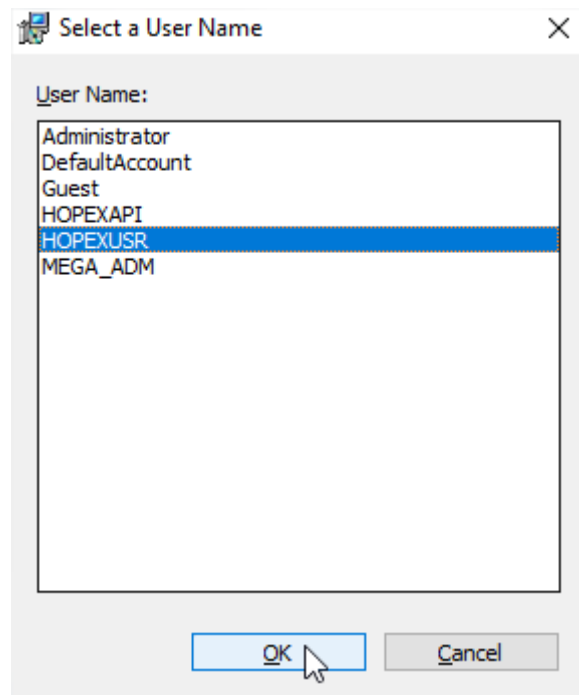 Select a User Name
User Name:
Administrator
DefaultAccount
Guest
HOPEXAPI
HOPEXUSR
MEGA_ADM
OK
Cancel